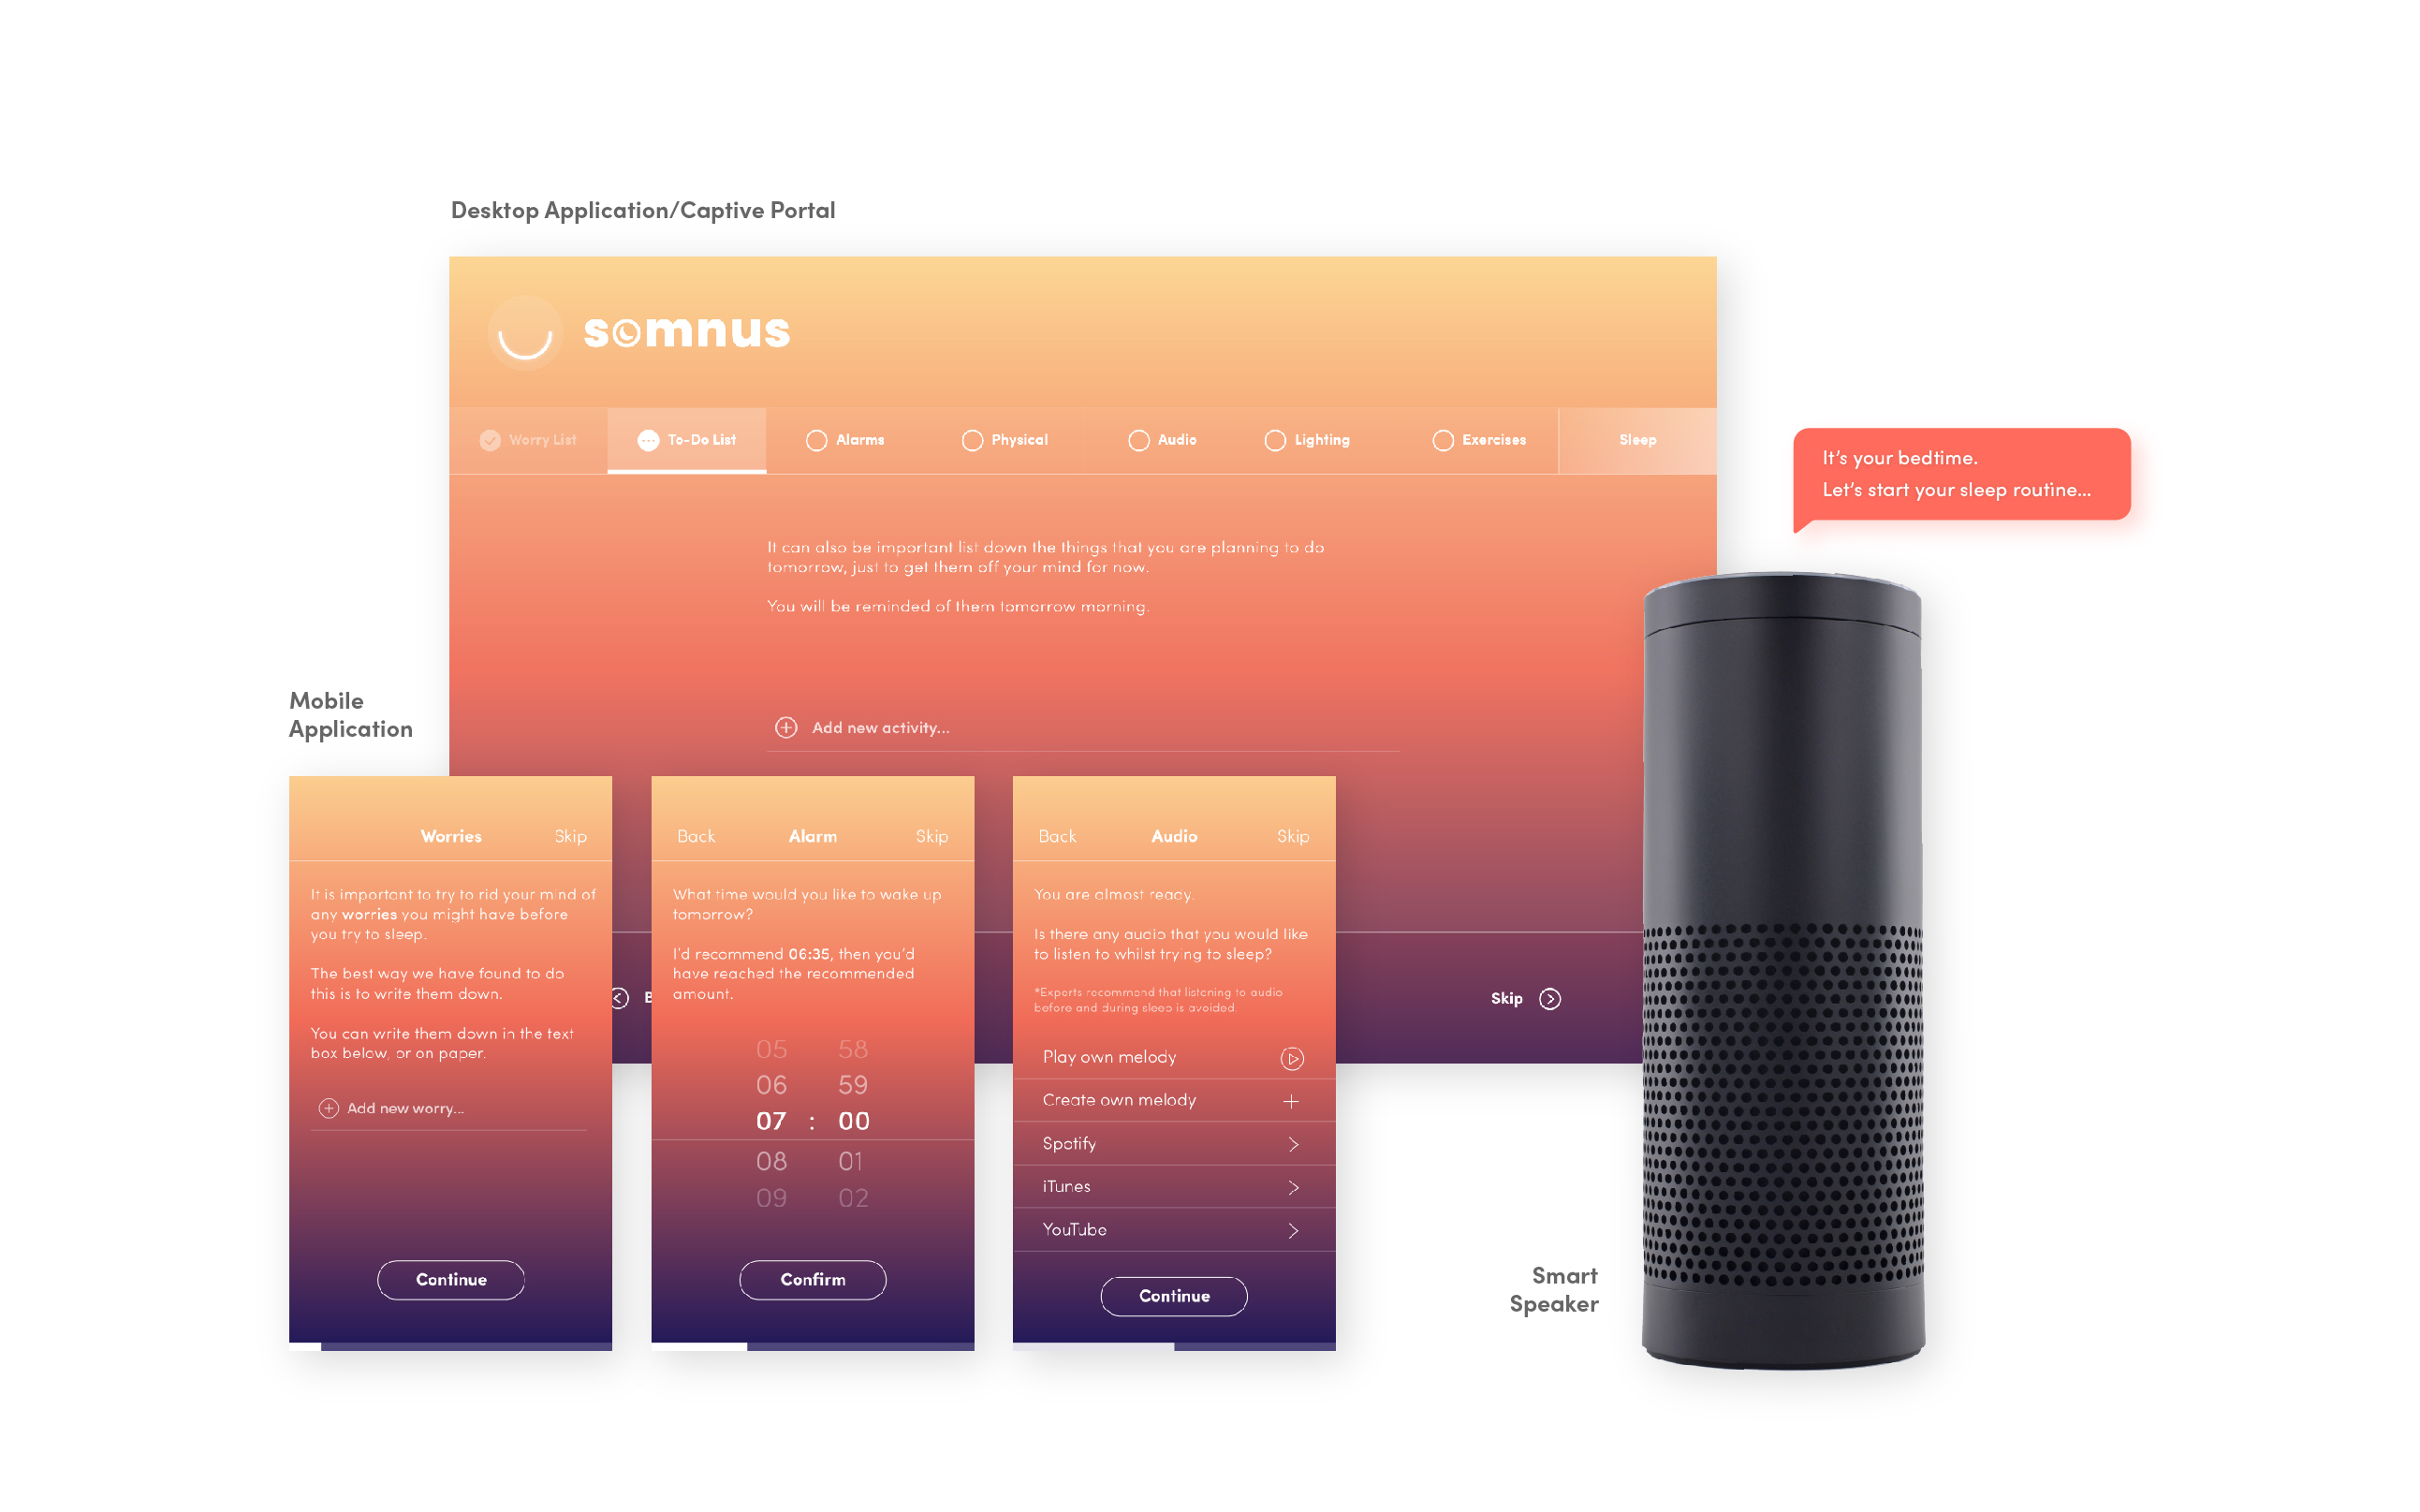 Desktop Application/Captive Portal
somnus
Worry List
To-Do List
Alarms
Physical
Audio
Lighting
Exercises
Sleep
It can also be important list down the things that you are planning to do
tomorrow, just to get them off your mind for now.
You will be reminded of them tomorrow morning.
Add new activity...
B
Skip
It's your bedtime.
Let's start your sleep routine...
Mobile
Application
Worries
Skip
It is important to try to rid your mind of
any worries you might have before
you try to sleep.
The best way we have found to do
this is to write them down.
You can write them down in the text
box below, or on paper.
Add new worry...
Continue
Back
Alarm
Skip
What time would you like to wake up
tomorrow?
I'd recommend 06:35, then you'd
have reached the recommended
amount.
05 58
06 59
07 : 00
08 01
09 02
Confirm
Back
Audio
Skip
You are almost ready.
Is there any audio that you would like
to listen to whilst trying to sleep?
*Experts recommnd that listening to audio
before and during sleep is avoided.
Play own melody
Create own melody
Spotify
iTunes
YouTube
Continue
Smart
Speaker